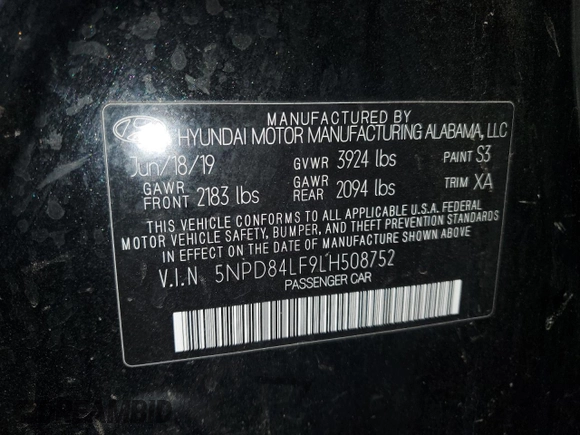 MANUFACTURED BY
HYUNDAI MOTOR MANUFACTURING ALABAMA, LLC
Jun/18/19 GVWR 3924 lbs PAINT S3
GAWR FRONT 2183 lbs GAWR REAR 2094 lbs TRIM XA
THIS VEHICLE CONFORMS TO ALL APPLICABLE U.S.A. FEDERAL
MOTOR VEHICLE SAFETY, BUMPER, AND THEFT PREVENTION STANDARDS
IN EFFECT ON THE DATE OF MANUFACTURE SHOWN ABOVE
V.I.N 5NPD84LF9LH508752
PASSENGER CAR
DREAMBID